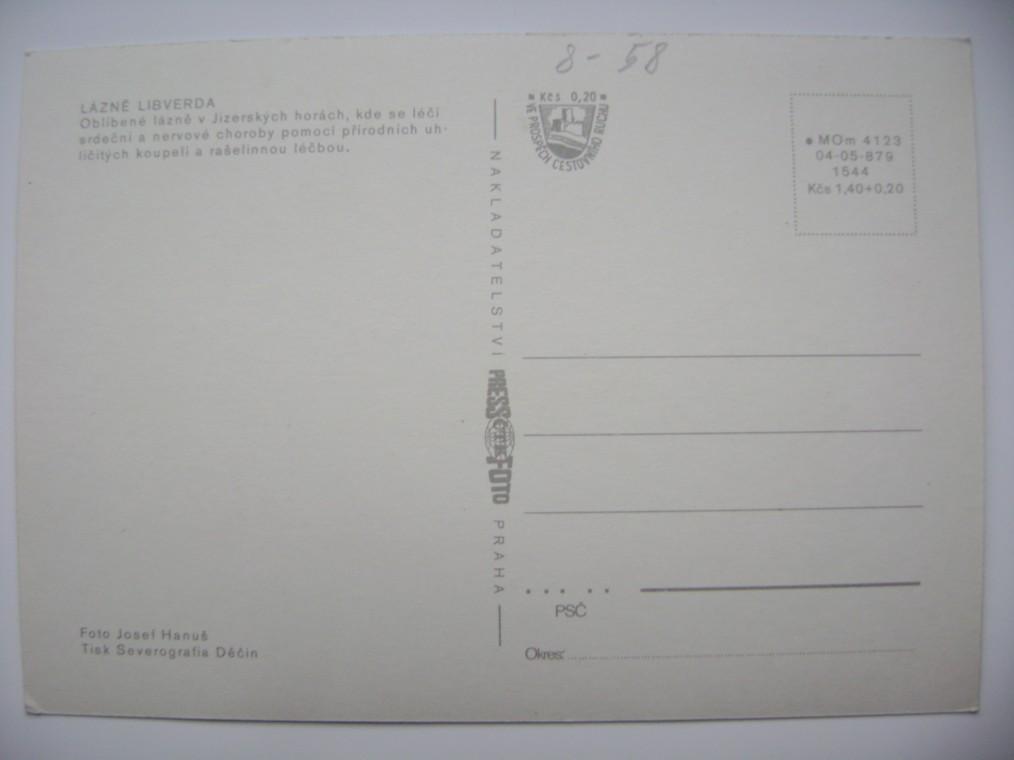 8 - 58
LÁZNĚ LIBVERDA
Oblíbené lázně v Jizerských horách, kde se léčí
srdeční a nervové choroby pomocí přírodních uh-
ličitých koupelí a rašelinnou léčbou.
Foto Josef Hanuš
Tisk Severografia Děčín
NAKLADATELSTVÍ
PRESSFOTO
PRAHA
Kčs 0,20
VE PROSPĚCH CESTOVNÍHO RUCHU
MOm 4123
04-05-879
1544
Kčs 1,40+0,20
PSČ
Okres: